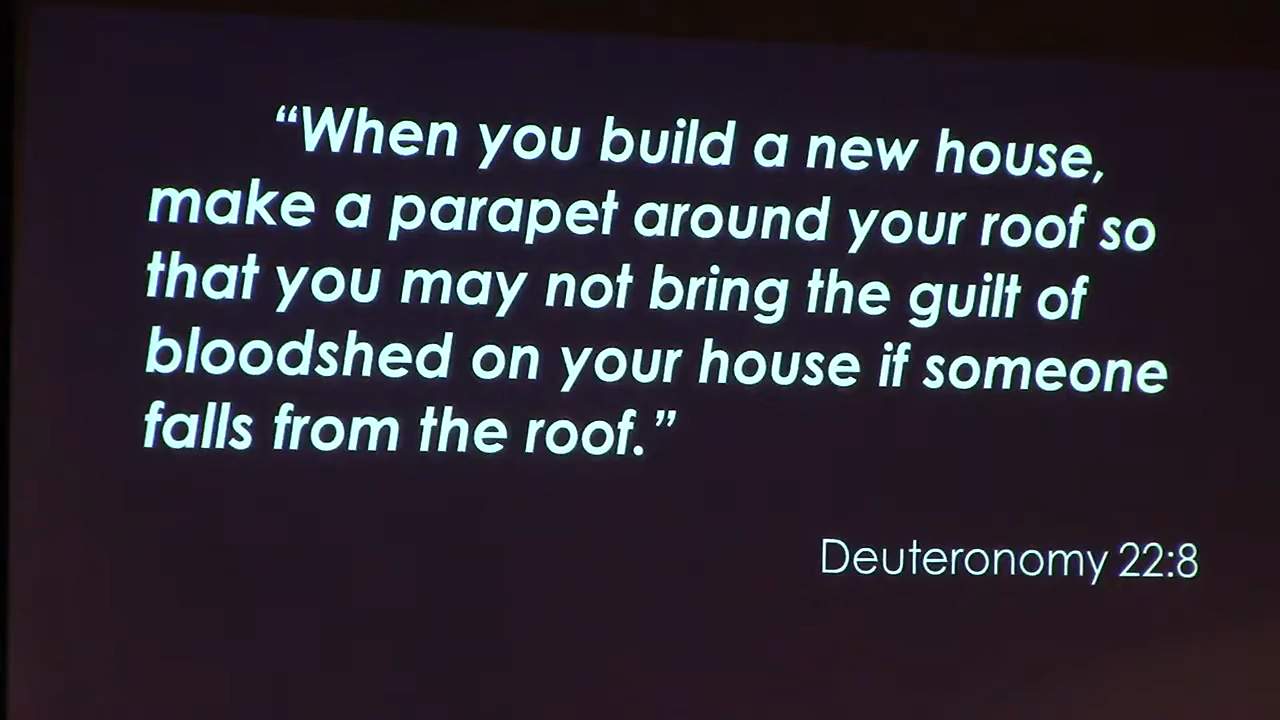 “When you build a new house,
make a parapet around your roof so
that you may not bring the guilt of
bloodshed on your house if someone
falls from the roof.”
Deuteronomy 22:8